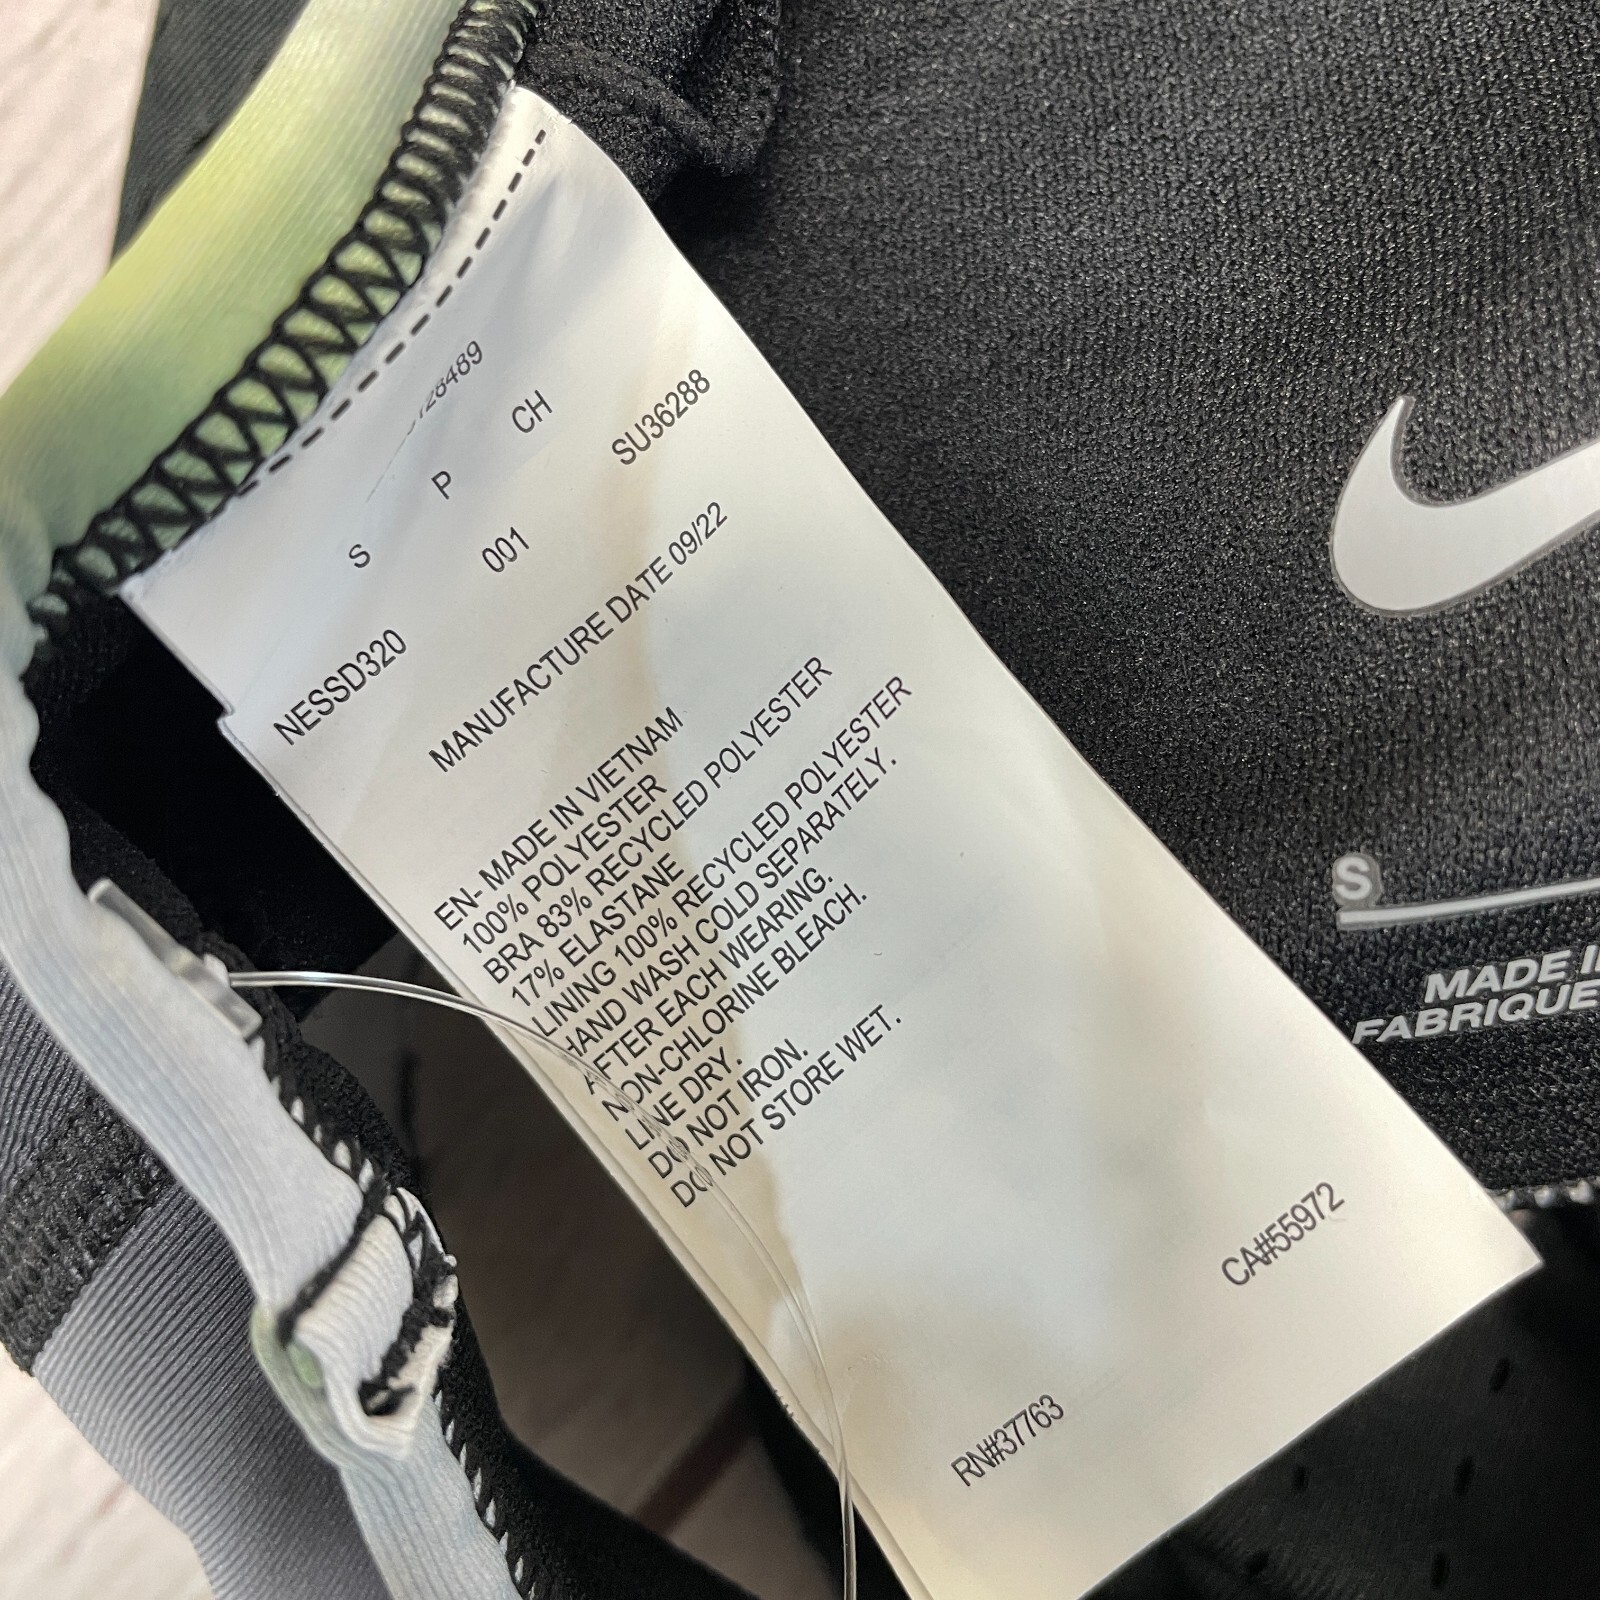 S P CH
001 SU36288
NESSD320
MANUFACTURE DATE 09/22
EN- MADE IN VIETNAM
100% POLYESTER
BRA 83% RECYCLED POLYESTER
17% ELASTANE
LINING 100% RECYCLED POLYESTER
HAND WASH COLD SEPARATELY.
AFTER EACH WEARING.
NON-CHLORINE BLEACH.
LINE DRY.
DO NOT IRON.
DO NOT STORE WET.
CA#55972
RN#37763
S
MADE
FABRIQUE